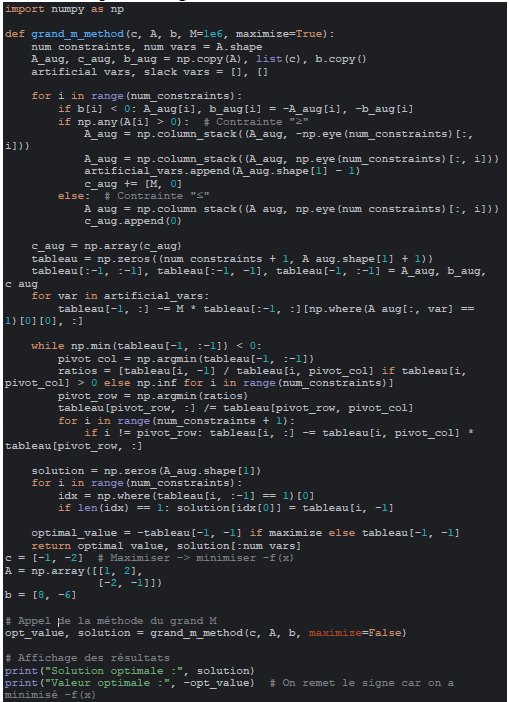 import numpy as np
def grand_m_method(c, A, b, M=1e6, maximize=True):
    num constraints, num vars = A.shape
    A_aug, c_aug, b_aug = np.copy(A), list(c), b.copy()
    artificial vars, slack vars = [], []
    for i in range(num_constraints):
        if b[i] < 0: A_aug[i], b_aug[i] = -A_aug[i], -b_aug[i]
        if np.any(A[i] > 0):  # Contrainte "≥"
            A_aug = np.column_stack((A_aug, -np.eye(num_constraints)[:,
i]))
            A_aug = np.column_stack((A_aug, np.eye(num_constraints)[:, i]))
            artificial_vars.append(A_aug.shape[1] - 1)
            c_aug += [M, 0]
        else:  # Contrainte "≤"
            A aug = np.column stack((A aug, np.eye(num constraints)[:, i]))
            c_aug.append(0)
    c_aug = np.array(c_aug)
    tableau = np.zeros((num constraints + 1, A aug.shape[1] + 1))
    tableau[:-1, :-1], tableau[:-1, -1], tableau[-1, :-1] = A_aug, b_aug,
c aug
    for var in artificial_vars:
        tableau[-1, :] -= M * tableau[:-1, :][np.where(A aug[:, var] ==
1)[0][0], :]
    while np.min(tableau[-1, :-1]) < 0:
        pivot col = np.argmin(tableau[-1, :-1])
        ratios = [tableau[i, -1] / tableau[i, pivot_col] if tableau[i,
pivot_col] > 0 else np.inf for i in range(num_constraints)]
        pivot_row = np.argmin(ratios)
        tableau[pivot_row, :] /= tableau[pivot_row, pivot_col]
        for i in range(num_constraints + 1):
            if i != pivot_row: tableau[i, :] -= tableau[i, pivot_col] *
tableau[pivot_row, :]
    solution = np.zeros(A_aug.shape[1])
    for i in range(num_constraints):
        idx = np.where(tableau[i, :-1] == 1)[0]
        if len(idx) == 1: solution[idx[0]] = tableau[i, -1]
    optimal_value = -tableau[-1, -1] if maximize else tableau[-1, -1]
    return optimal value, solution[:num vars]
c = [-1, -2]  # Maximiser -> minimiser -f(x)
A = np.array([[1, 2],
              [-2, -1]])
b = [8, -6]
# Appel de la méthode du grand M
opt_value, solution = grand_m_method(c, A, b, maximize=False)
# Affichage des résultats
print("Solution optimale :", solution)
print("Valeur optimale :", -opt_value)  # On remet le signe car on a
minimisé -f(x)